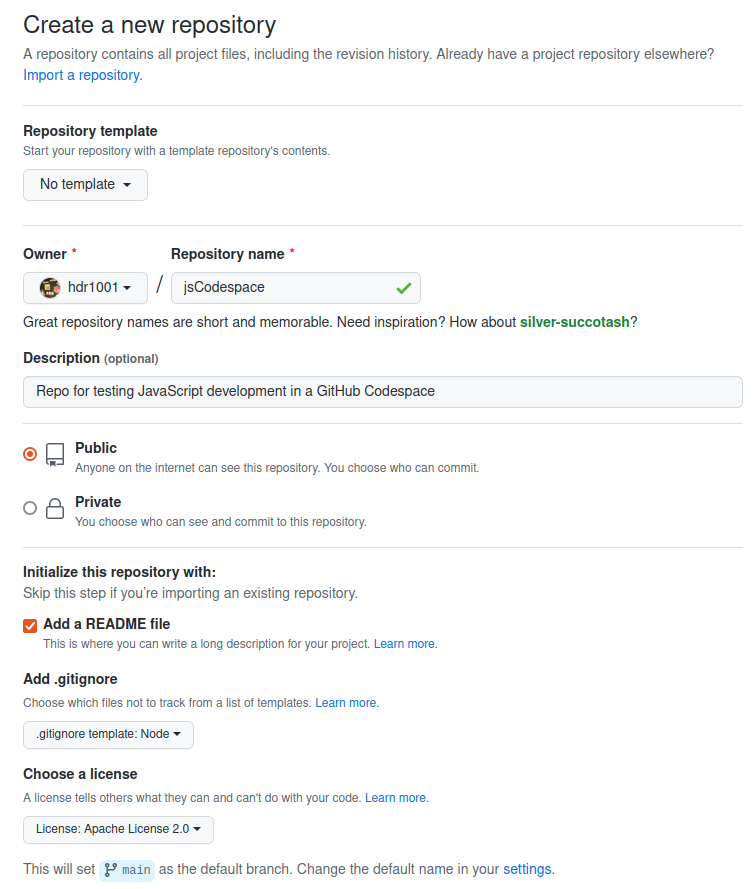 Create a new repository
A repository contains all project files, including the revision history. Already have a project repository elsewhere?
Import a repository.
Repository template
Start your repository with a template repository's contents.
No template
Owner *
Repository name *
hdr1001 / jsCodespace
Great repository names are short and memorable. Need inspiration? How about silver-succotash?
Description (optional)
Repo for testing JavaScript development in a GitHub Codespace
Public
Anyone on the internet can see this repository. You choose who can commit.
Private
You choose who can see and commit to this repository.
Initialize this repository with:
Skip this step if you're importing an existing repository.
Add a README file
This is where you can write a long description for your project. Learn more.
Add .gitignore
Choose which files not to track from a list of templates. Learn more.
.gitignore template: Node
Choose a license
A license tells others what they can and can't do with your code. Learn more.
License: Apache License 2.0
This will set main as the default branch. Change the default name in your settings.